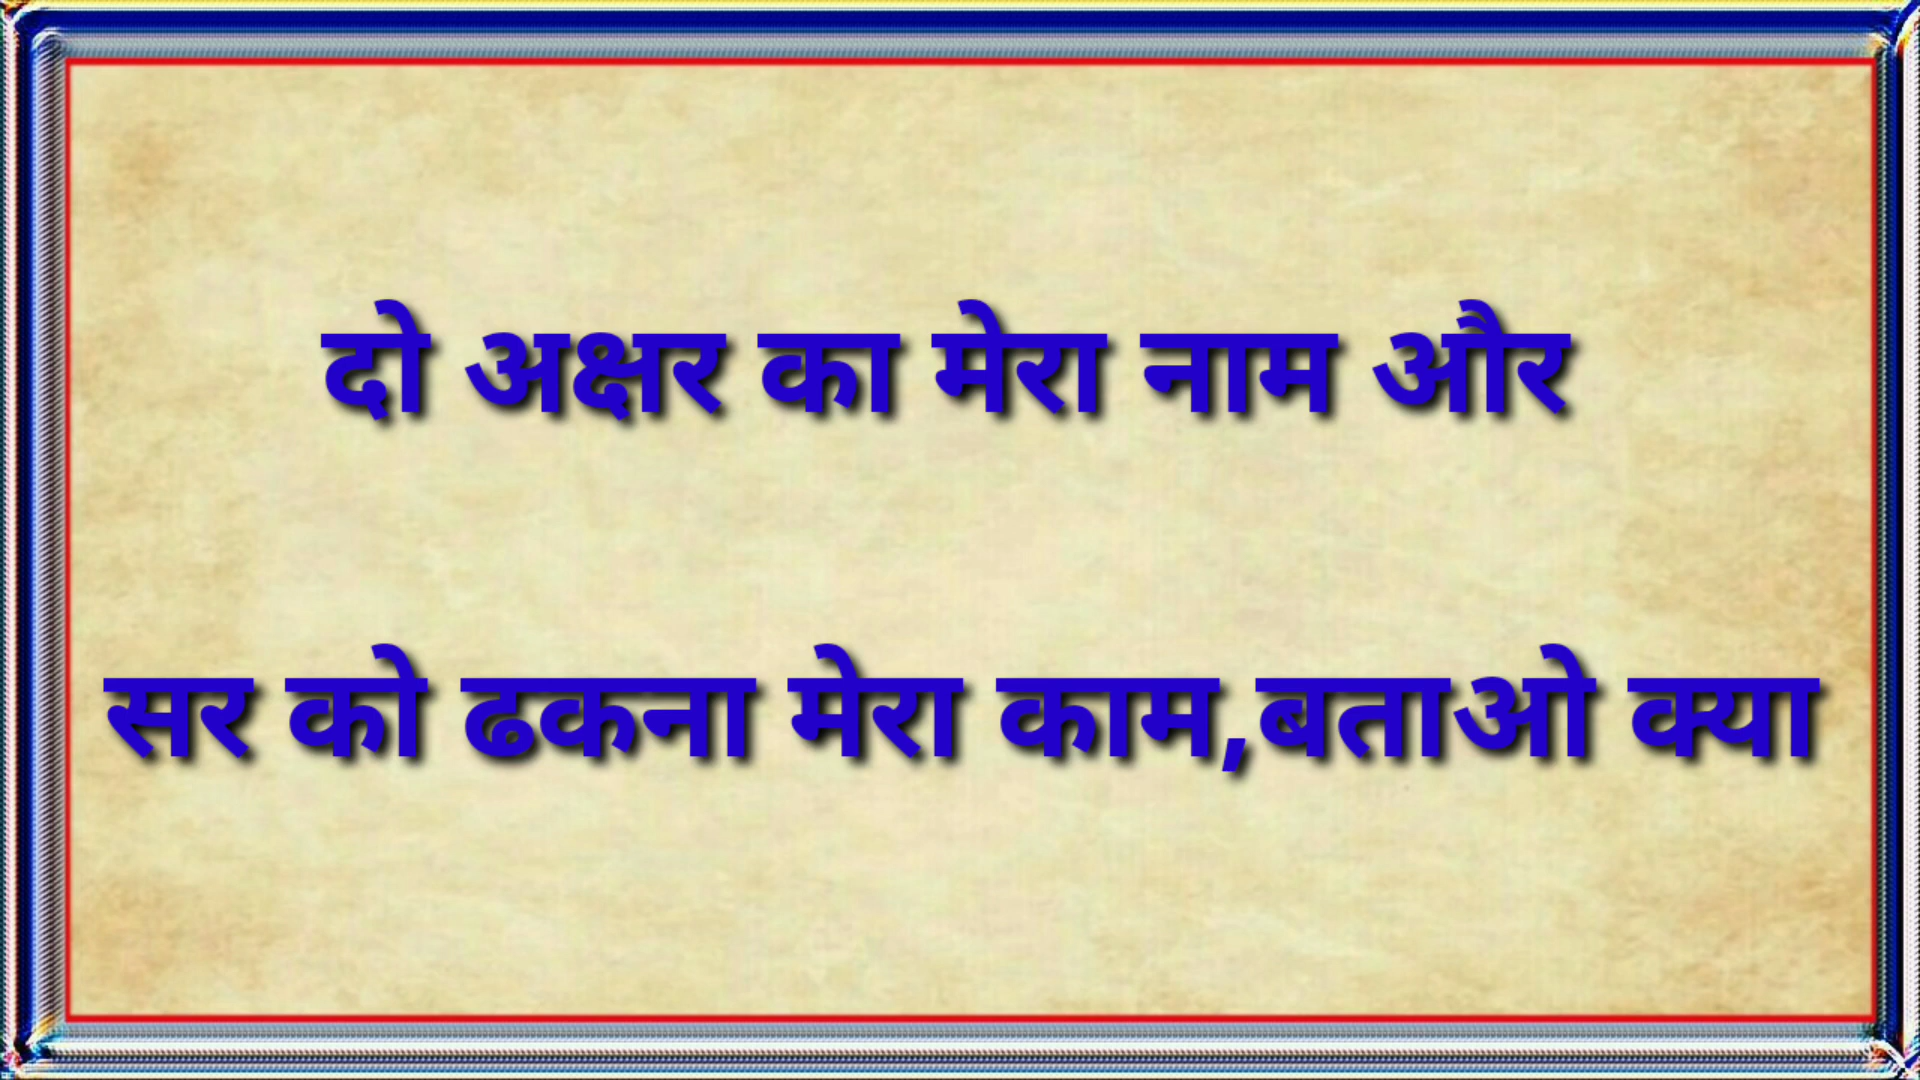 दो अक्षर का मेरा नाम और
सर को ढकना मेरा काम,बताओ क्या